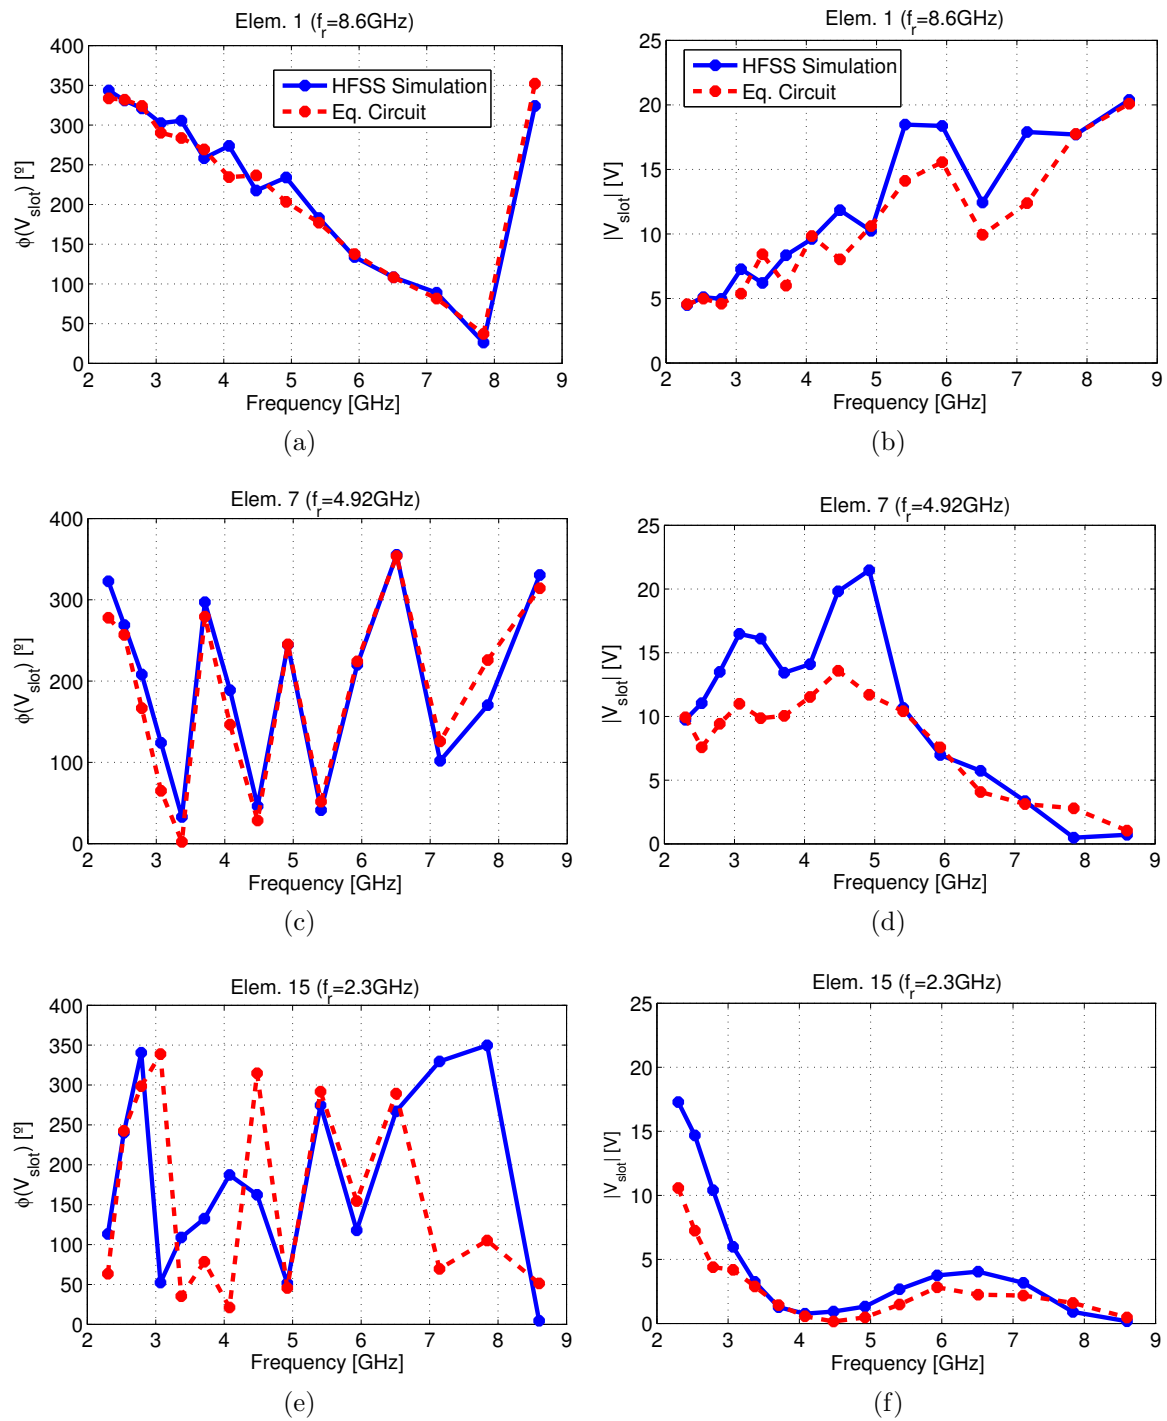 Elem. 1 (fr=8.6GHz)
400
350
300
250
200
150
100
50
0
ϕ(Vslot) [º]
HFSS Simulation
Eq. Circuit
2 3 4 5 6 7 8 9
Frequency [GHz]
(a)
Elem. 1 (fr=8.6GHz)
25
20
15
10
5
0
|Vslot| [V]
HFSS Simulation
Eq. Circuit
2 3 4 5 6 7 8 9
Frequency [GHz]
(b)
Elem. 7 (fr=4.92GHz)
400
300
200
100
0
ϕ(Vslot) [º]
2 3 4 5 6 7 8 9
Frequency [GHz]
(c)
Elem. 7 (fr=4.92GHz)
25
20
15
10
5
0
|Vslot| [V]
2 3 4 5 6 7 8 9
Frequency [GHz]
(d)
Elem. 15 (fr=2.3GHz)
400
350
300
250
200
150
100
50
0
ϕ(Vslot) [º]
2 3 4 5 6 7 8 9
Frequency [GHz]
(e)
Elem. 15 (fr=2.3GHz)
25
20
15
10
5
0
|Vslot| [V]
2 3 4 5 6 7 8 9
Frequency [GHz]
(f)